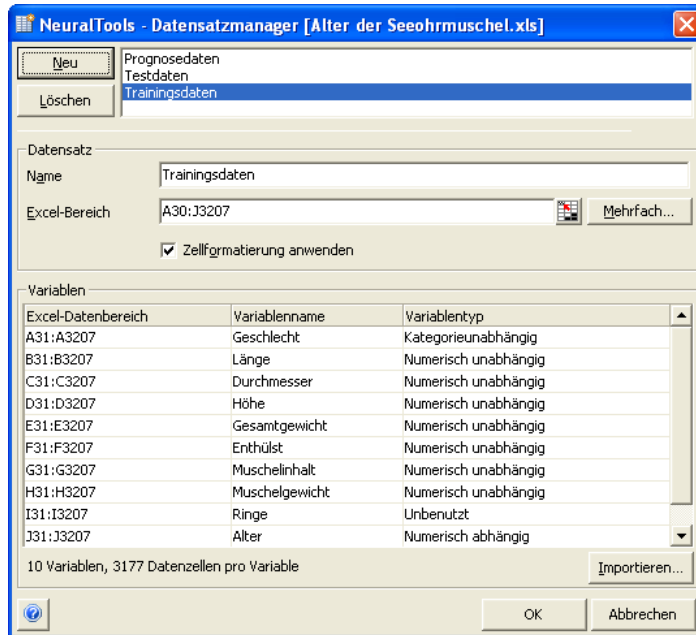 NeuralTools - Datensatzmanager [Alter der Seeohrmuschel.xls]
Neu
Löschen
Prognosedaten
Testdaten
Trainingsdaten
Datensatz
Name Trainingsdaten
Excel-Bereich A30:J3207 Mehrfach...
Zellformatierung anwenden
Variablen
Excel-Datenbereich Variablenname Variablentyp
A31:A3207 Geschlecht Kategorieunabhängig
B31:B3207 Länge Numerisch unabhängig
C31:C3207 Durchmesser Numerisch unabhängig
D31:D3207 Höhe Numerisch unabhängig
E31:E3207 Gesamtgewicht Numerisch unabhängig
F31:F3207 Enthülst Numerisch unabhängig
G31:G3207 Muschelinhalt Numerisch unabhängig
H31:H3207 Muschelgewicht Numerisch unabhängig
I31:I3207 Ringe Unbenutzt
J31:J3207 Alter Numerisch abhängig
10 Variablen, 3177 Datenzellen pro Variable Importieren...
OK Abbrechen